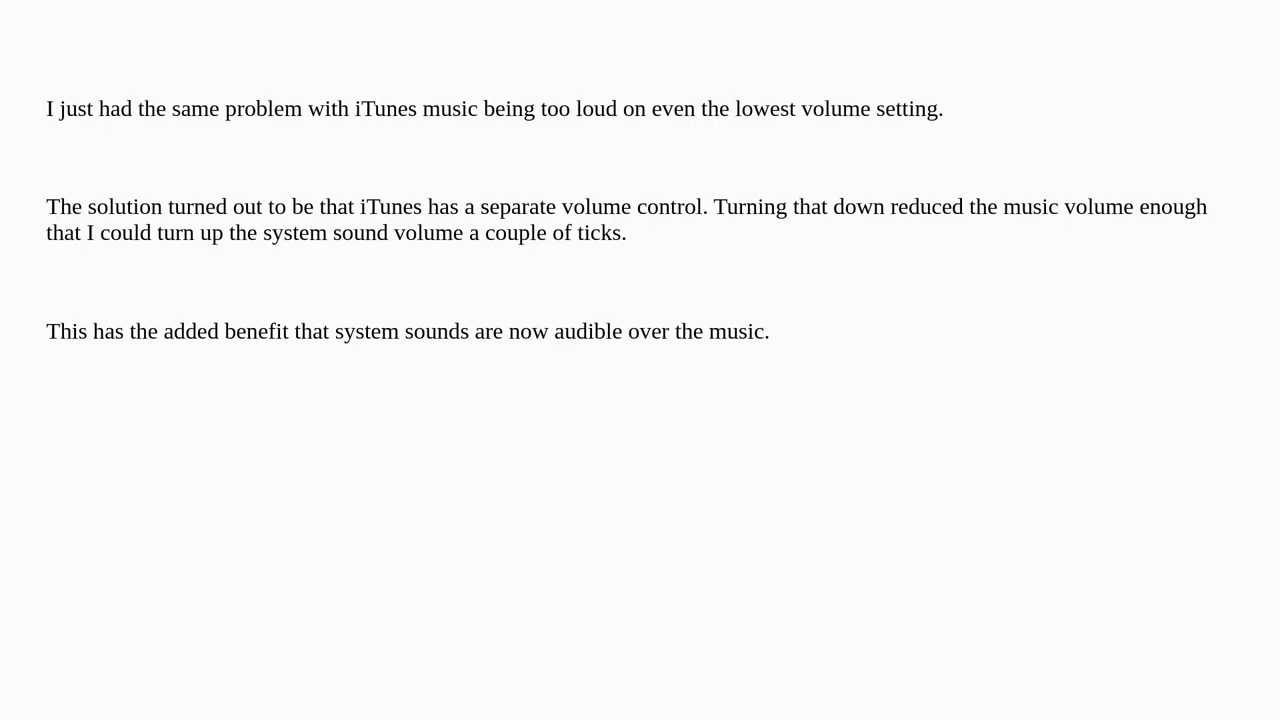 I just had the same problem with iTunes music being too loud on even the lowest volume setting.
The solution turned out to be that iTunes has a separate volume control. Turning that down reduced the music volume enough
that I could turn up the system sound volume a couple of ticks.
This has the added benefit that system sounds are now audible over the music.